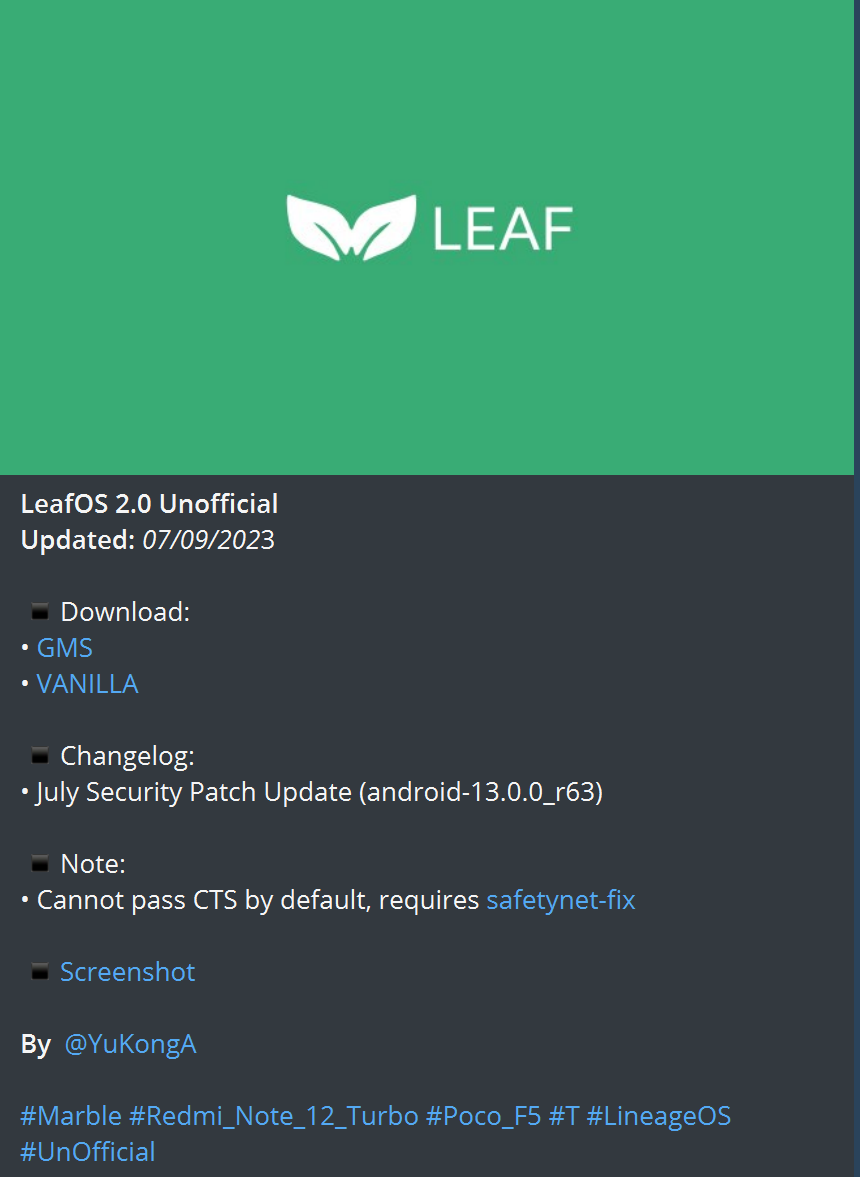 LEAF
LeafOS 2.0 Unofficial
Updated: 07/09/2023
▪️ Download:
• GMS
• VANILLA
▪️ Changelog:
• July Security Patch Update (android-13.0.0_r63)
▪️ Note:
• Cannot pass CTS by default, requires safetynet-fix
▪️ Screenshot
By @YuKongA
#Marble #Redmi_Note_12_Turbo #Poco_F5 #T #LineageOS
#UnOfficial